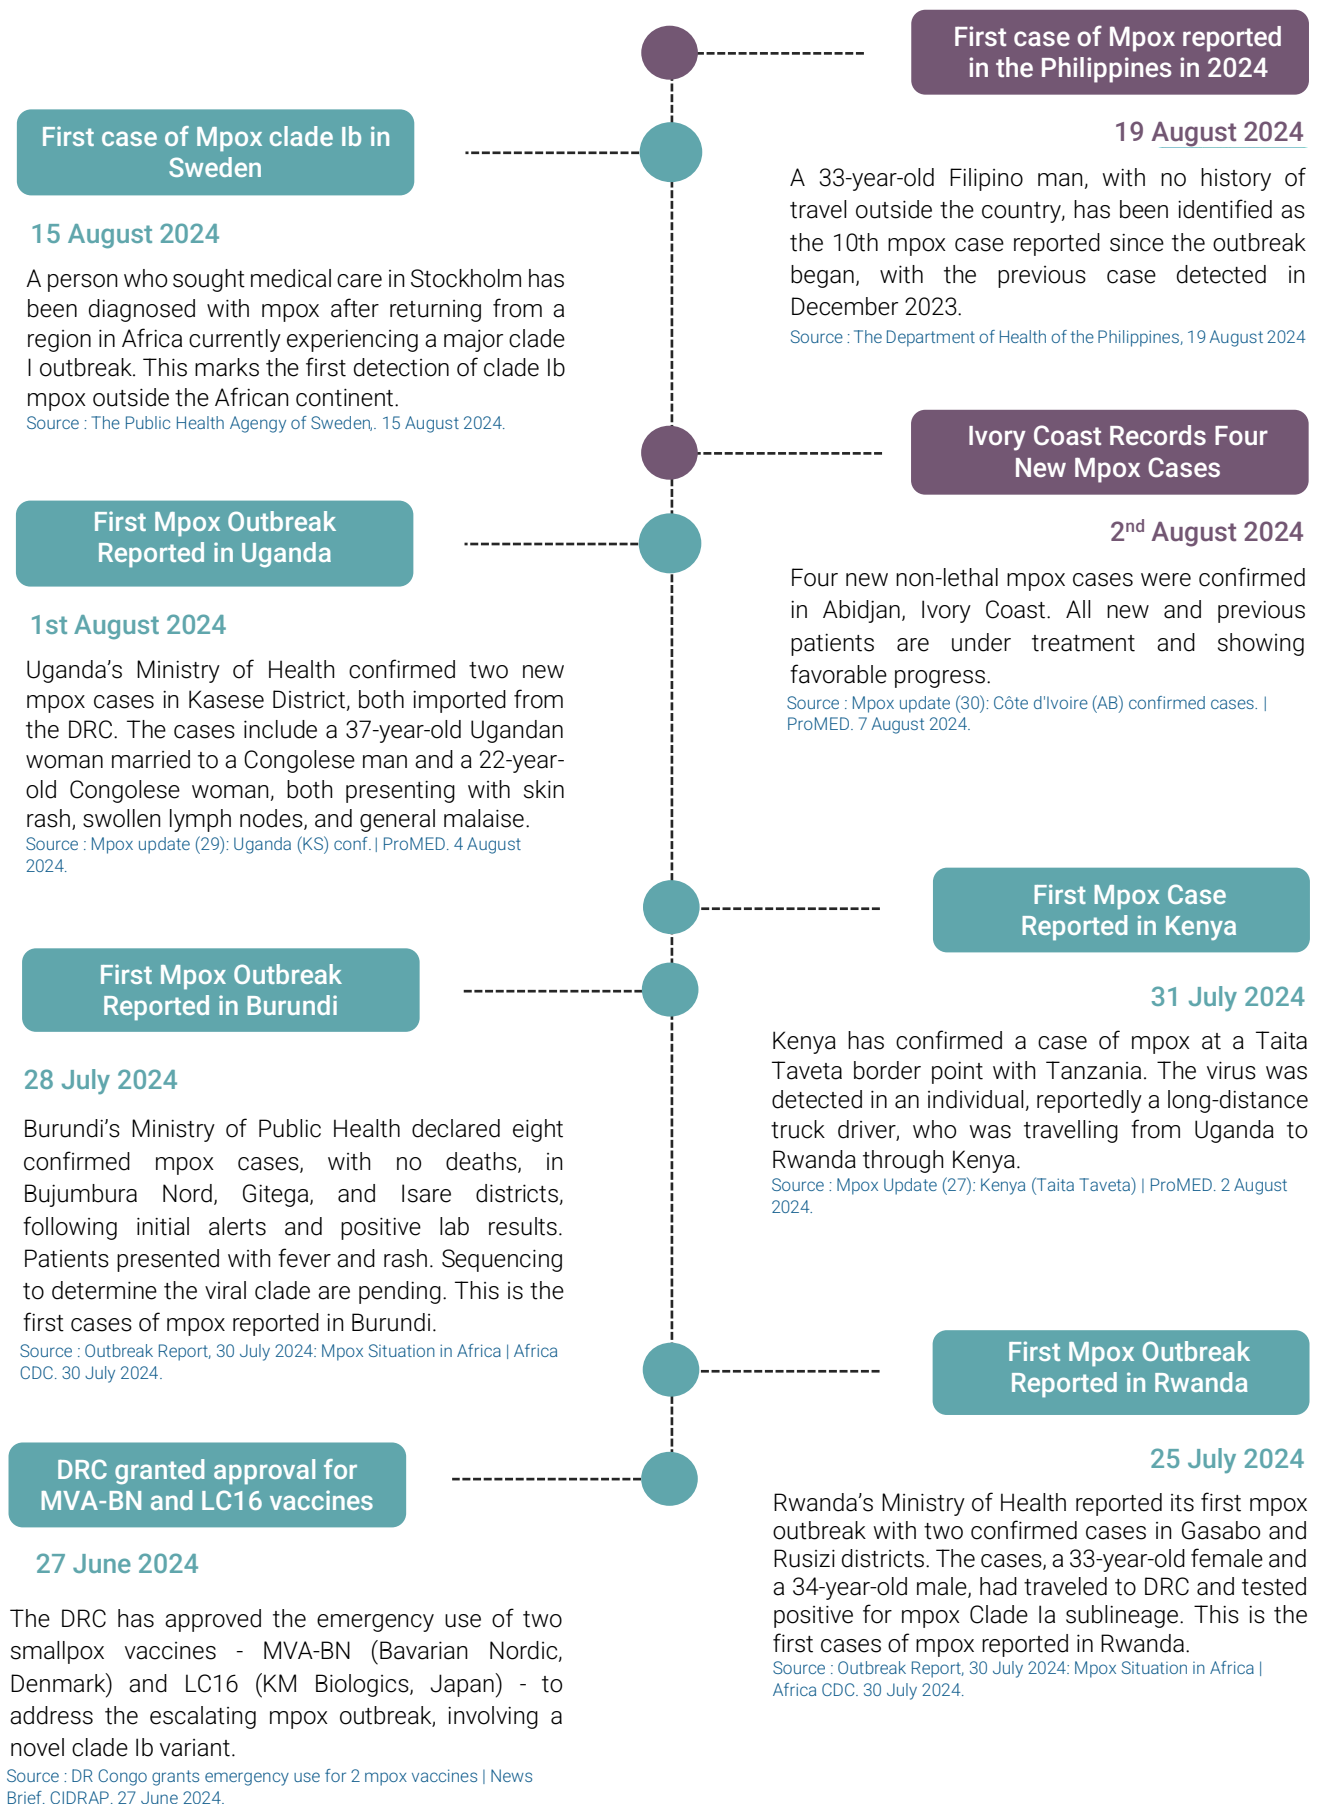 First case of Mpox reported
in the Philippines in 2024
19 August 2024
A 33-year-old Filipino man, with no history of
travel outside the country, has been identified as
the 10th mpox case reported since the outbreak
began, with the previous case detected in
December 2023.
Source : The Department of Health of the Philippines, 19 August 2024
First case of Mpox clade Ib in
Sweden
15 August 2024
A person who sought medical care in Stockholm has
been diagnosed with mpox after returning from a
region in Africa currently experiencing a major clade
I outbreak. This marks the first detection of clade Ib
mpox outside the African continent.
Source : The Public Health Agengy of Sweden,. 15 August 2024.
Ivory Coast Records Four
New Mpox Cases
2nd August 2024
Four new non-lethal mpox cases were confirmed
in Abidjan, Ivory Coast. All new and previous
patients are under treatment and showing
favorable progress.
Source : Mpox update (30): Côte d'Ivoire (AB) confirmed cases. |
ProMED. 7 August 2024.
First Mpox Outbreak
Reported in Uganda
1st August 2024
Uganda’s Ministry of Health confirmed two new
mpox cases in Kasese District, both imported from
the DRC. The cases include a 37-year-old Ugandan
woman married to a Congolese man and a 22-year-
old Congolese woman, both presenting with skin
rash, swollen lymph nodes, and general malaise.
Source : Mpox update (29): Uganda (KS) conf. | ProMED. 4 August
2024.
First Mpox Case
Reported in Kenya
31 July 2024
Kenya has confirmed a case of mpox at a Taita
Taveta border point with Tanzania. The virus was
detected in an individual, reportedly a long-distance
truck driver, who was travelling from Uganda to
Rwanda through Kenya.
Source : Mpox Update (27): Kenya (Taita Taveta) | ProMED. 2 August
2024.
First Mpox Outbreak
Reported in Burundi
28 July 2024
Burundi’s Ministry of Public Health declared eight
confirmed mpox cases, with no deaths, in
Bujumbura Nord, Gitega, and Isare districts,
following initial alerts and positive lab results.
Patients presented with fever and rash. Sequencing
to determine the viral clade are pending. This is the
first cases of mpox reported in Burundi.
Source : Outbreak Report, 30 July 2024: Mpox Situation in Africa | Africa
CDC. 30 July 2024.
First Mpox Outbreak
Reported in Rwanda
25 July 2024
Rwanda’s Ministry of Health reported its first mpox
outbreak with two confirmed cases in Gasabo and
Rusizi districts. The cases, a 33-year-old female and
a 34-year-old male, had traveled to DRC and tested
positive for mpox Clade Ia sublineage. This is the
first cases of mpox reported in Rwanda.
Source : Outbreak Report, 30 July 2024: Mpox Situation in Africa |
Africa CDC. 30 July 2024.
DRC granted approval for
MVA-BN and LC16 vaccines
27 June 2024
The DRC has approved the emergency use of two
smallpox vaccines - MVA-BN (Bavarian Nordic,
Denmark) and LC16 (KM Biologics, Japan) - to
address the escalating mpox outbreak, involving a
novel clade Ib variant.
Source : DR Congo grants emergency use for 2 mpox vaccines | News
Brief. CIDRAP. 27 June 2024.